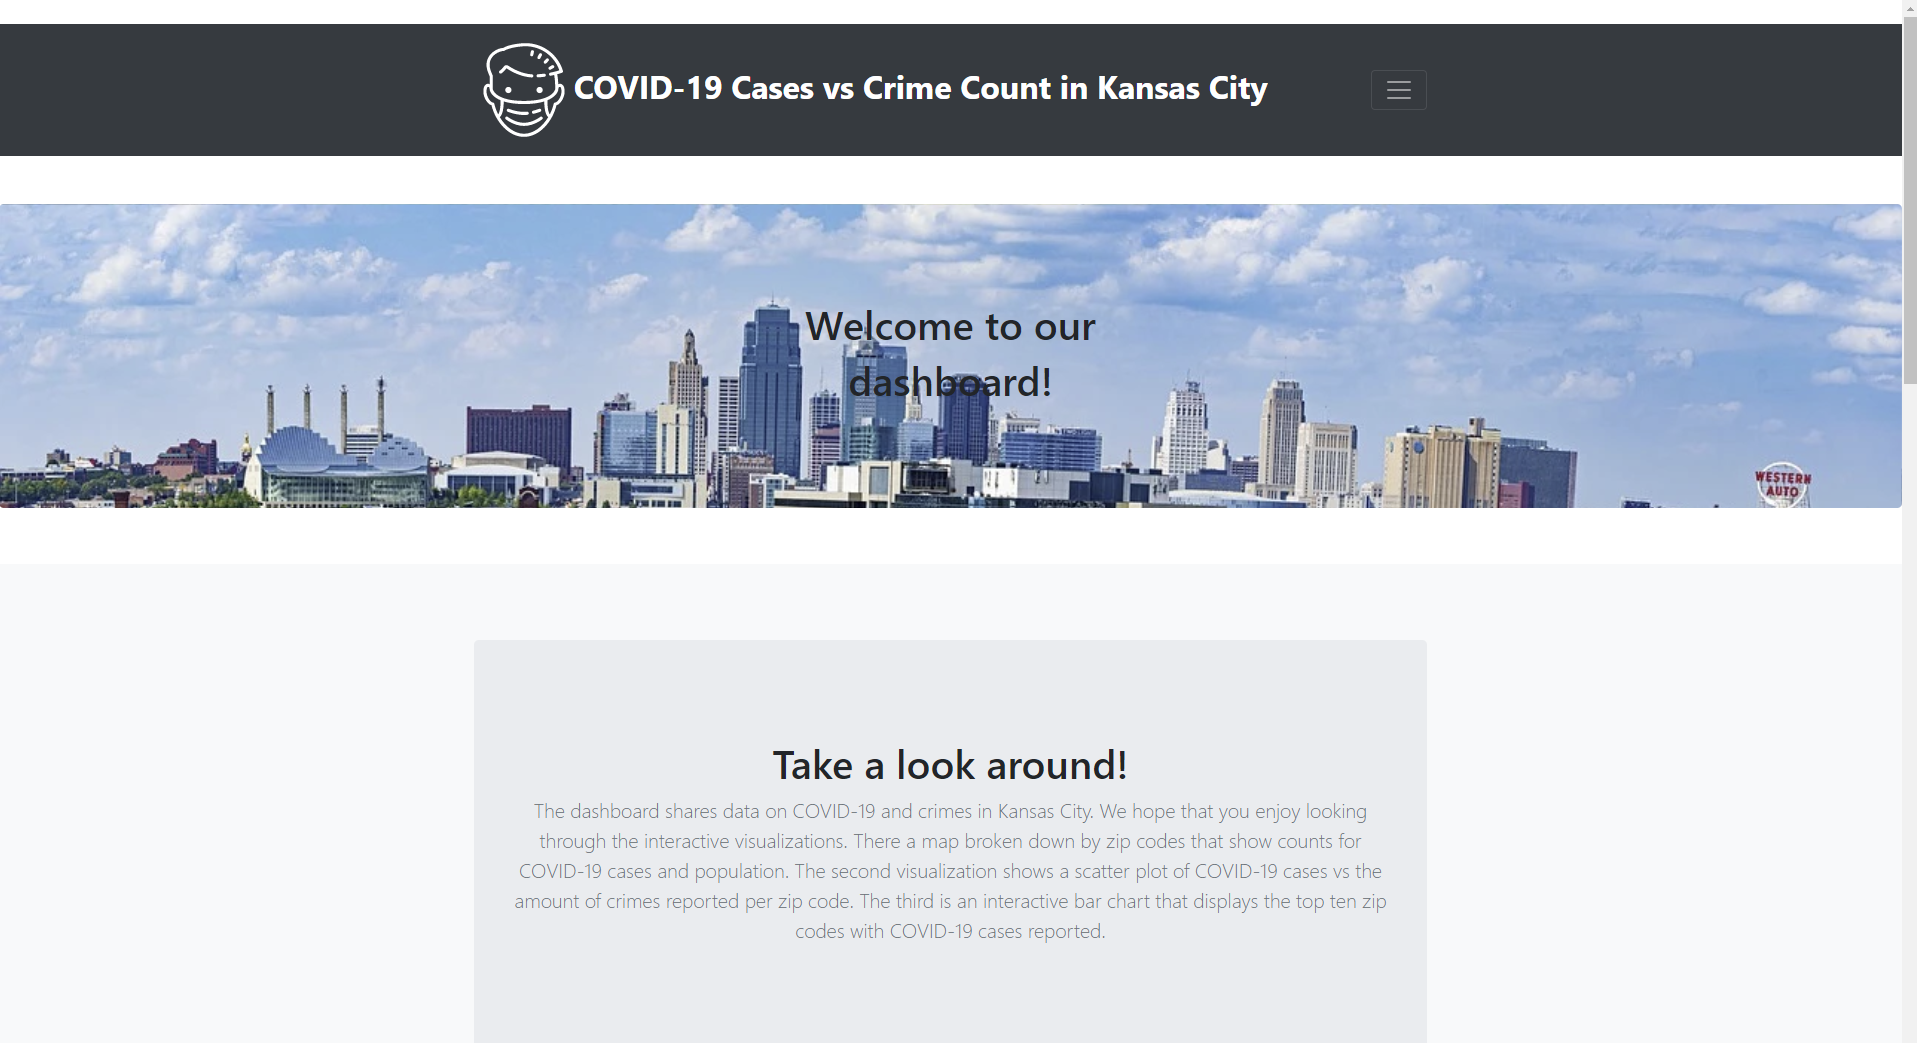 COVID-19 Cases vs Crime Count in Kansas City
Welcome to our
dashboard!
WESTERN
AUTO
Take a look around!
The dashboard shares data on COVID-19 and crimes in Kansas City. We hope that you enjoy looking
through the interactive visualizations. There a map broken down by zip codes that show counts for
COVID-19 cases and population. The second visualization shows a scatter plot of COVID-19 cases vs the
amount of crimes reported per zip code. The third is an interactive bar chart that displays the top ten zip
codes with COVID-19 cases reported.